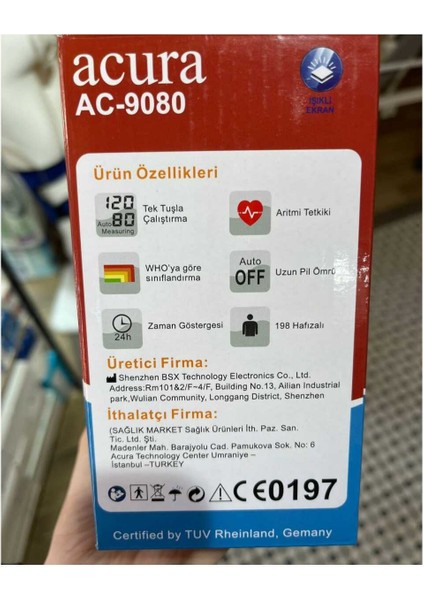 acura
AC-9080
IŞIKLI
EKRAN
Ürün Özellikleri
120
Auto 80
Measuring
Tek Tuşla
Çalıştırma
Aritmi Tetkiki
WHO'ya göre
sınıflandırma
Auto
OFF
Uzun Pil Ömrü
24h
Zaman Göstergesi
198 Hafızalı
Üretici Firma:
Shenzhen BSX Technology Electronics Co., Ltd.
Address:Rm101&2/F-4/F, Building No.13, Ailian Industrial
park,Wulian Community, Longgang District, Shenzhen
İthalatçı Firma:
(SAĞLIK MARKET Sağlık Ürünleri İth. Paz. San.
Tic. Ltd. Şti.
Madenler Mah. Barajyolu Cad. Pamukova Sok. No: 6
Acura Technology Center Umraniye –
İstanbul –TURKEY
CE0197
Certified by TUV Rheinland, Gemany